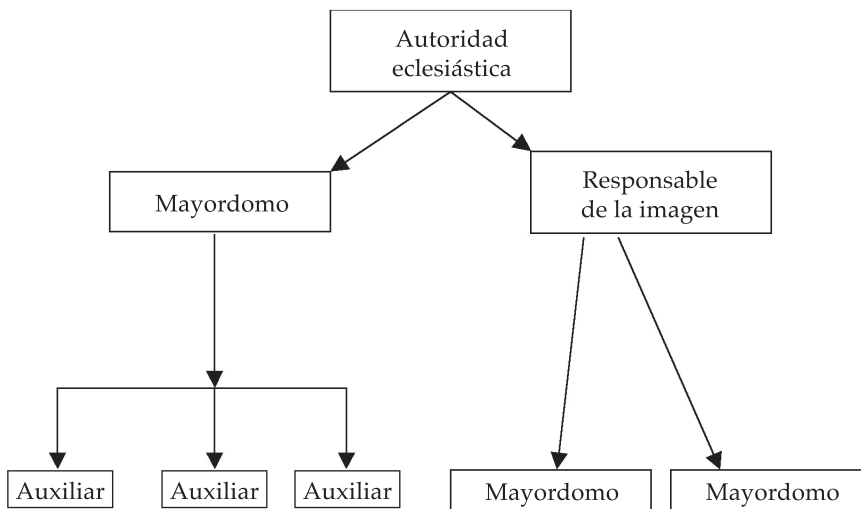 Autoridad
eclesiástica
Mayordomo
Responsable
de la imagen
Auxiliar
Auxiliar
Auxiliar
Mayordomo
Mayordomo